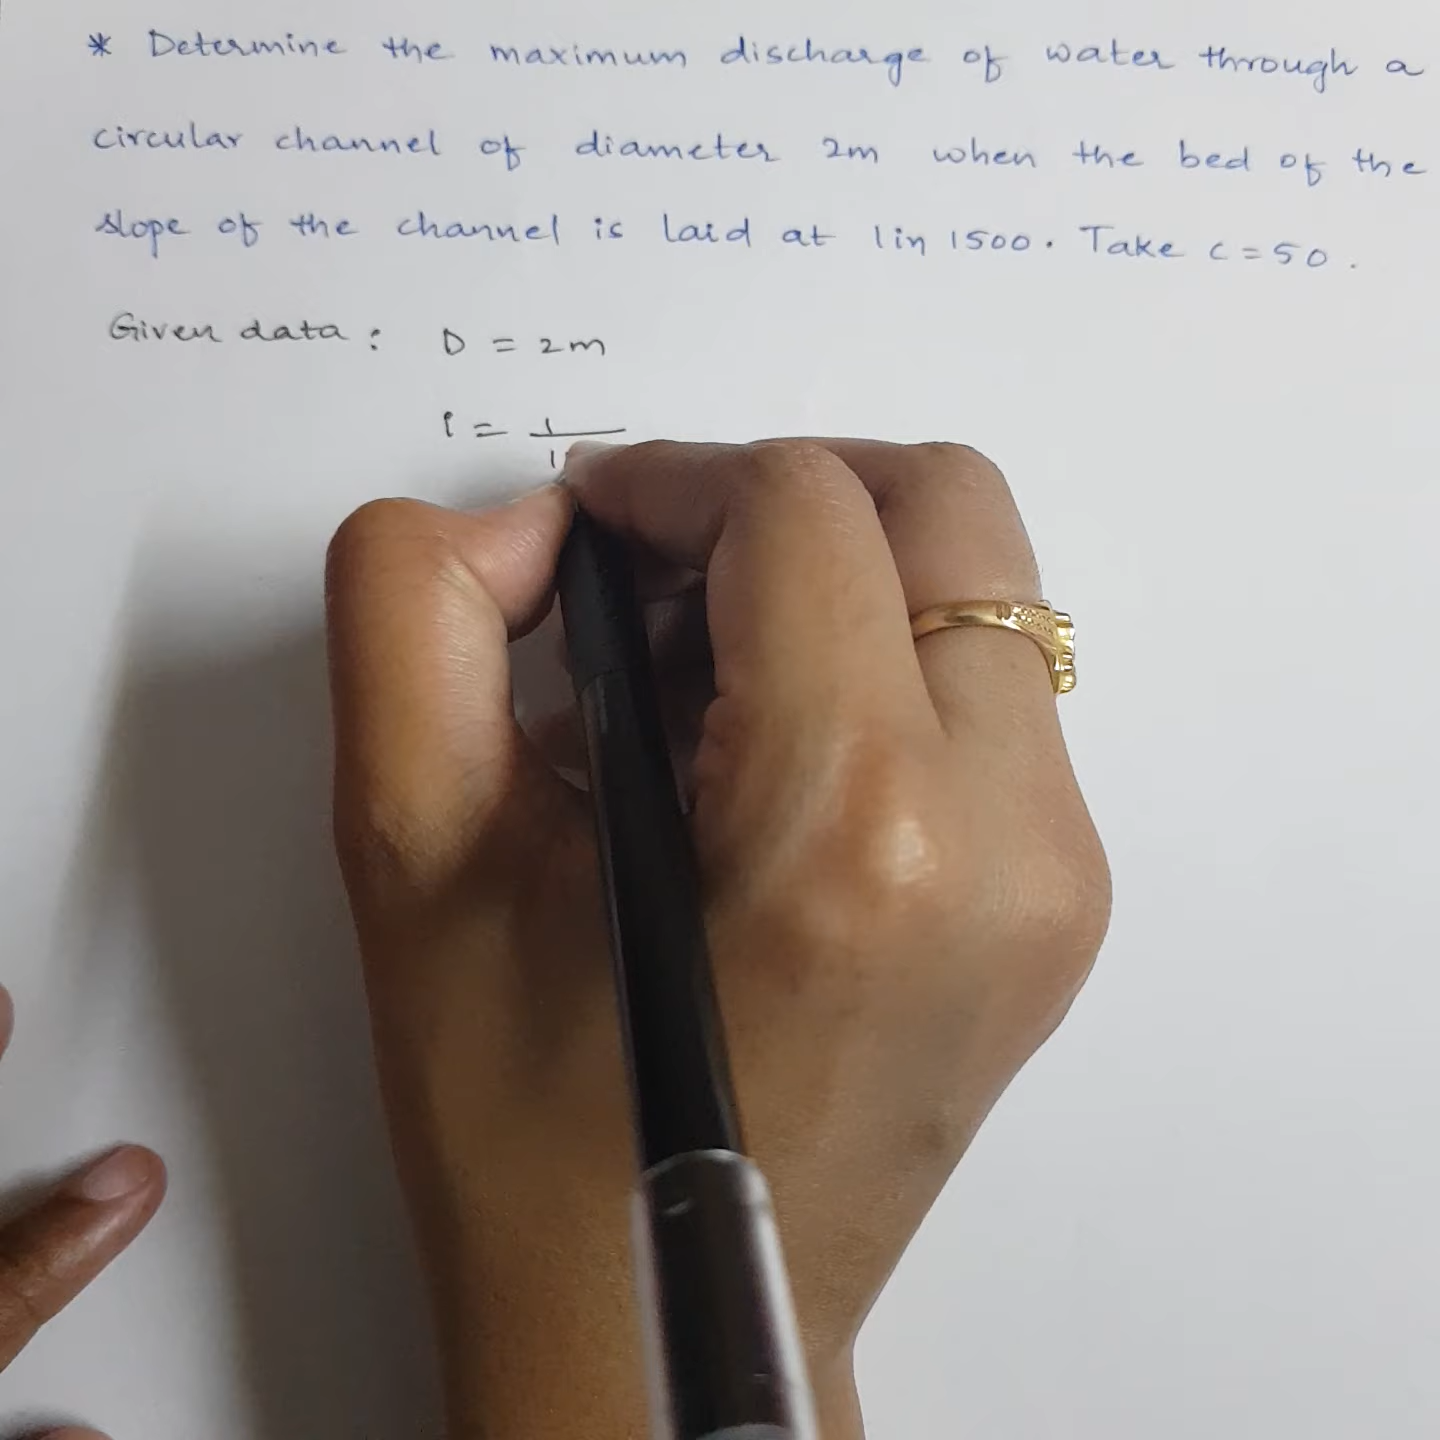 * Determine the maximum discharge of water through a
circular channel of diameter 2m when the bed of the
slope of the channel is laid at 1 in 1500. Take C = 50.
Given data : D = 2m
i = 1/1